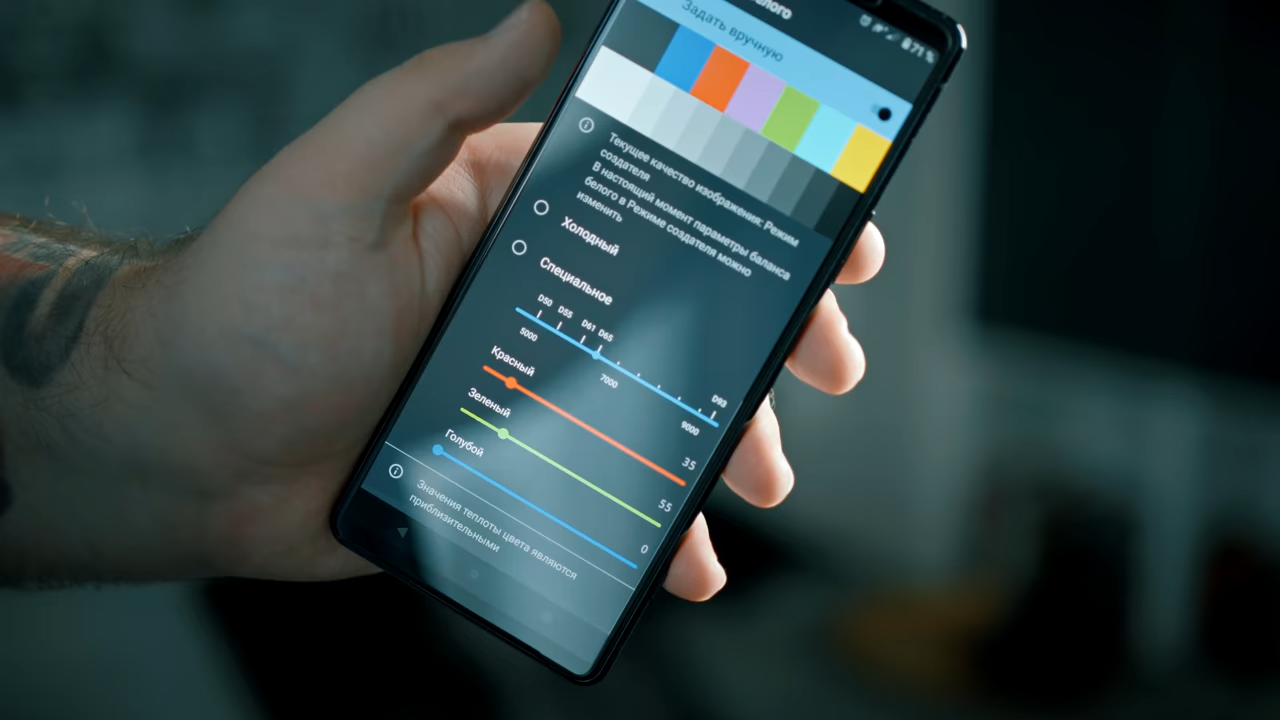 71%
Задать вручную
Текущее качество изображения: Режим
создателя
В настоящий момент параметры баланса
белого в Режиме создателя можно
изменить
Холодный
Специальное
D50 D55 D61 D65 D93
5000 7000 9000
Красный
35
Зеленый
55
Голубой
0
Значения теплоты цвета являются
приблизительными